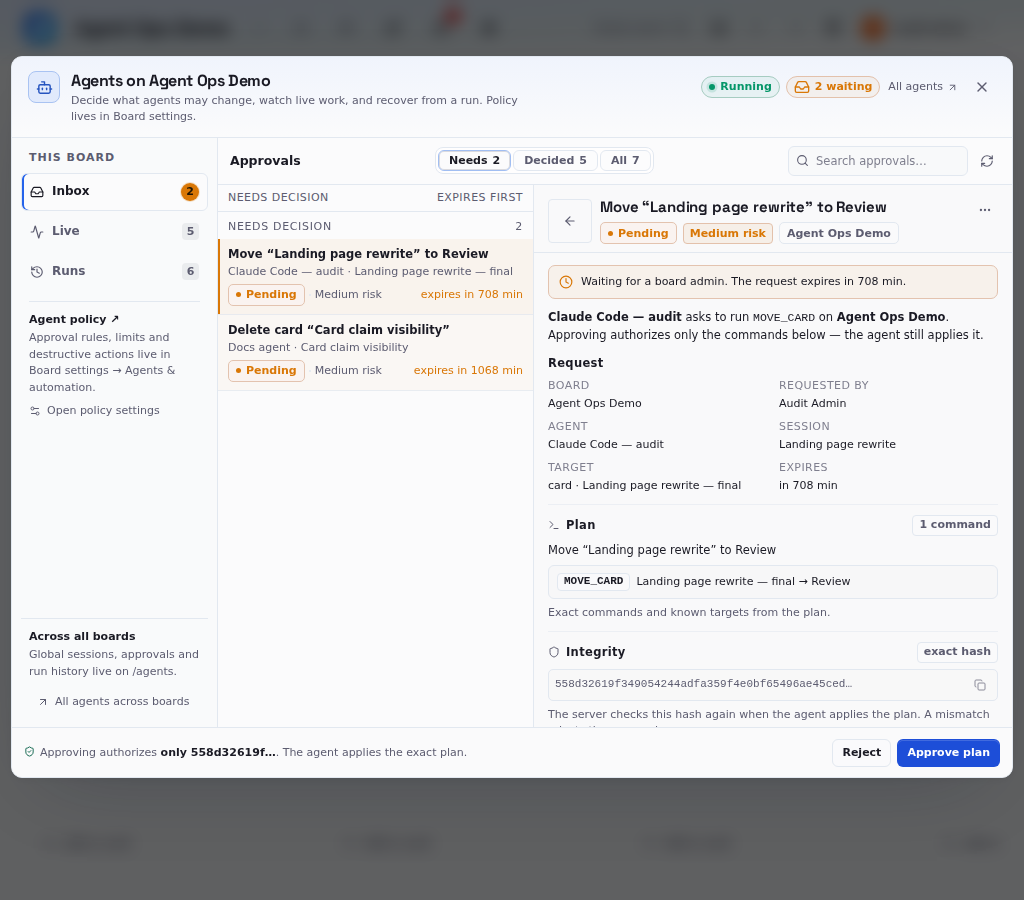 Agents on Agent Ops Demo
Decide what agents may change, watch live work, and recover from a run. Policy
lives in Board settings.
Running
2 waiting
All agents ↗
THIS BOARD
Inbox
2
Live
5
Runs
6
Agent policy ↗
Approval rules, limits and
destructive actions live in
Board settings → Agents &
automation.
Open policy settings
Across all boards
Global sessions, approvals and
run history live on /agents.
All agents across boards
Approvals
Needs 2
Decided 5
All 7
Search approvals…
NEEDS DECISION
EXPIRES FIRST
NEEDS DECISION
2
Move “Landing page rewrite” to Review
Claude Code — audit · Landing page rewrite — final
Pending
Medium risk
expires in 708 min
Delete card “Card claim visibility”
Docs agent · Card claim visibility
Pending
Medium risk
expires in 1068 min
Move “Landing page rewrite” to Review
Pending
Medium risk
Agent Ops Demo
Waiting for a board admin. The request expires in 708 min.
Claude Code — audit asks to run MOVE_CARD on Agent Ops Demo.
Approving authorizes only the commands below — the agent still applies it.
Request
BOARD
Agent Ops Demo
REQUESTED BY
Audit Admin
AGENT
Claude Code — audit
SESSION
Landing page rewrite
TARGET
card · Landing page rewrite — final
EXPIRES
in 708 min
Plan
1 command
Move “Landing page rewrite” to Review
MOVE_CARD Landing page rewrite — final → Review
Exact commands and known targets from the plan.
Integrity
exact hash
558d32619f349054244adfa359f4e0bf65496ae45ced…
The server checks this hash again when the agent applies the plan. A mismatch
Approving authorizes only 558d32619f…. The agent applies the exact plan.
Reject
Approve plan